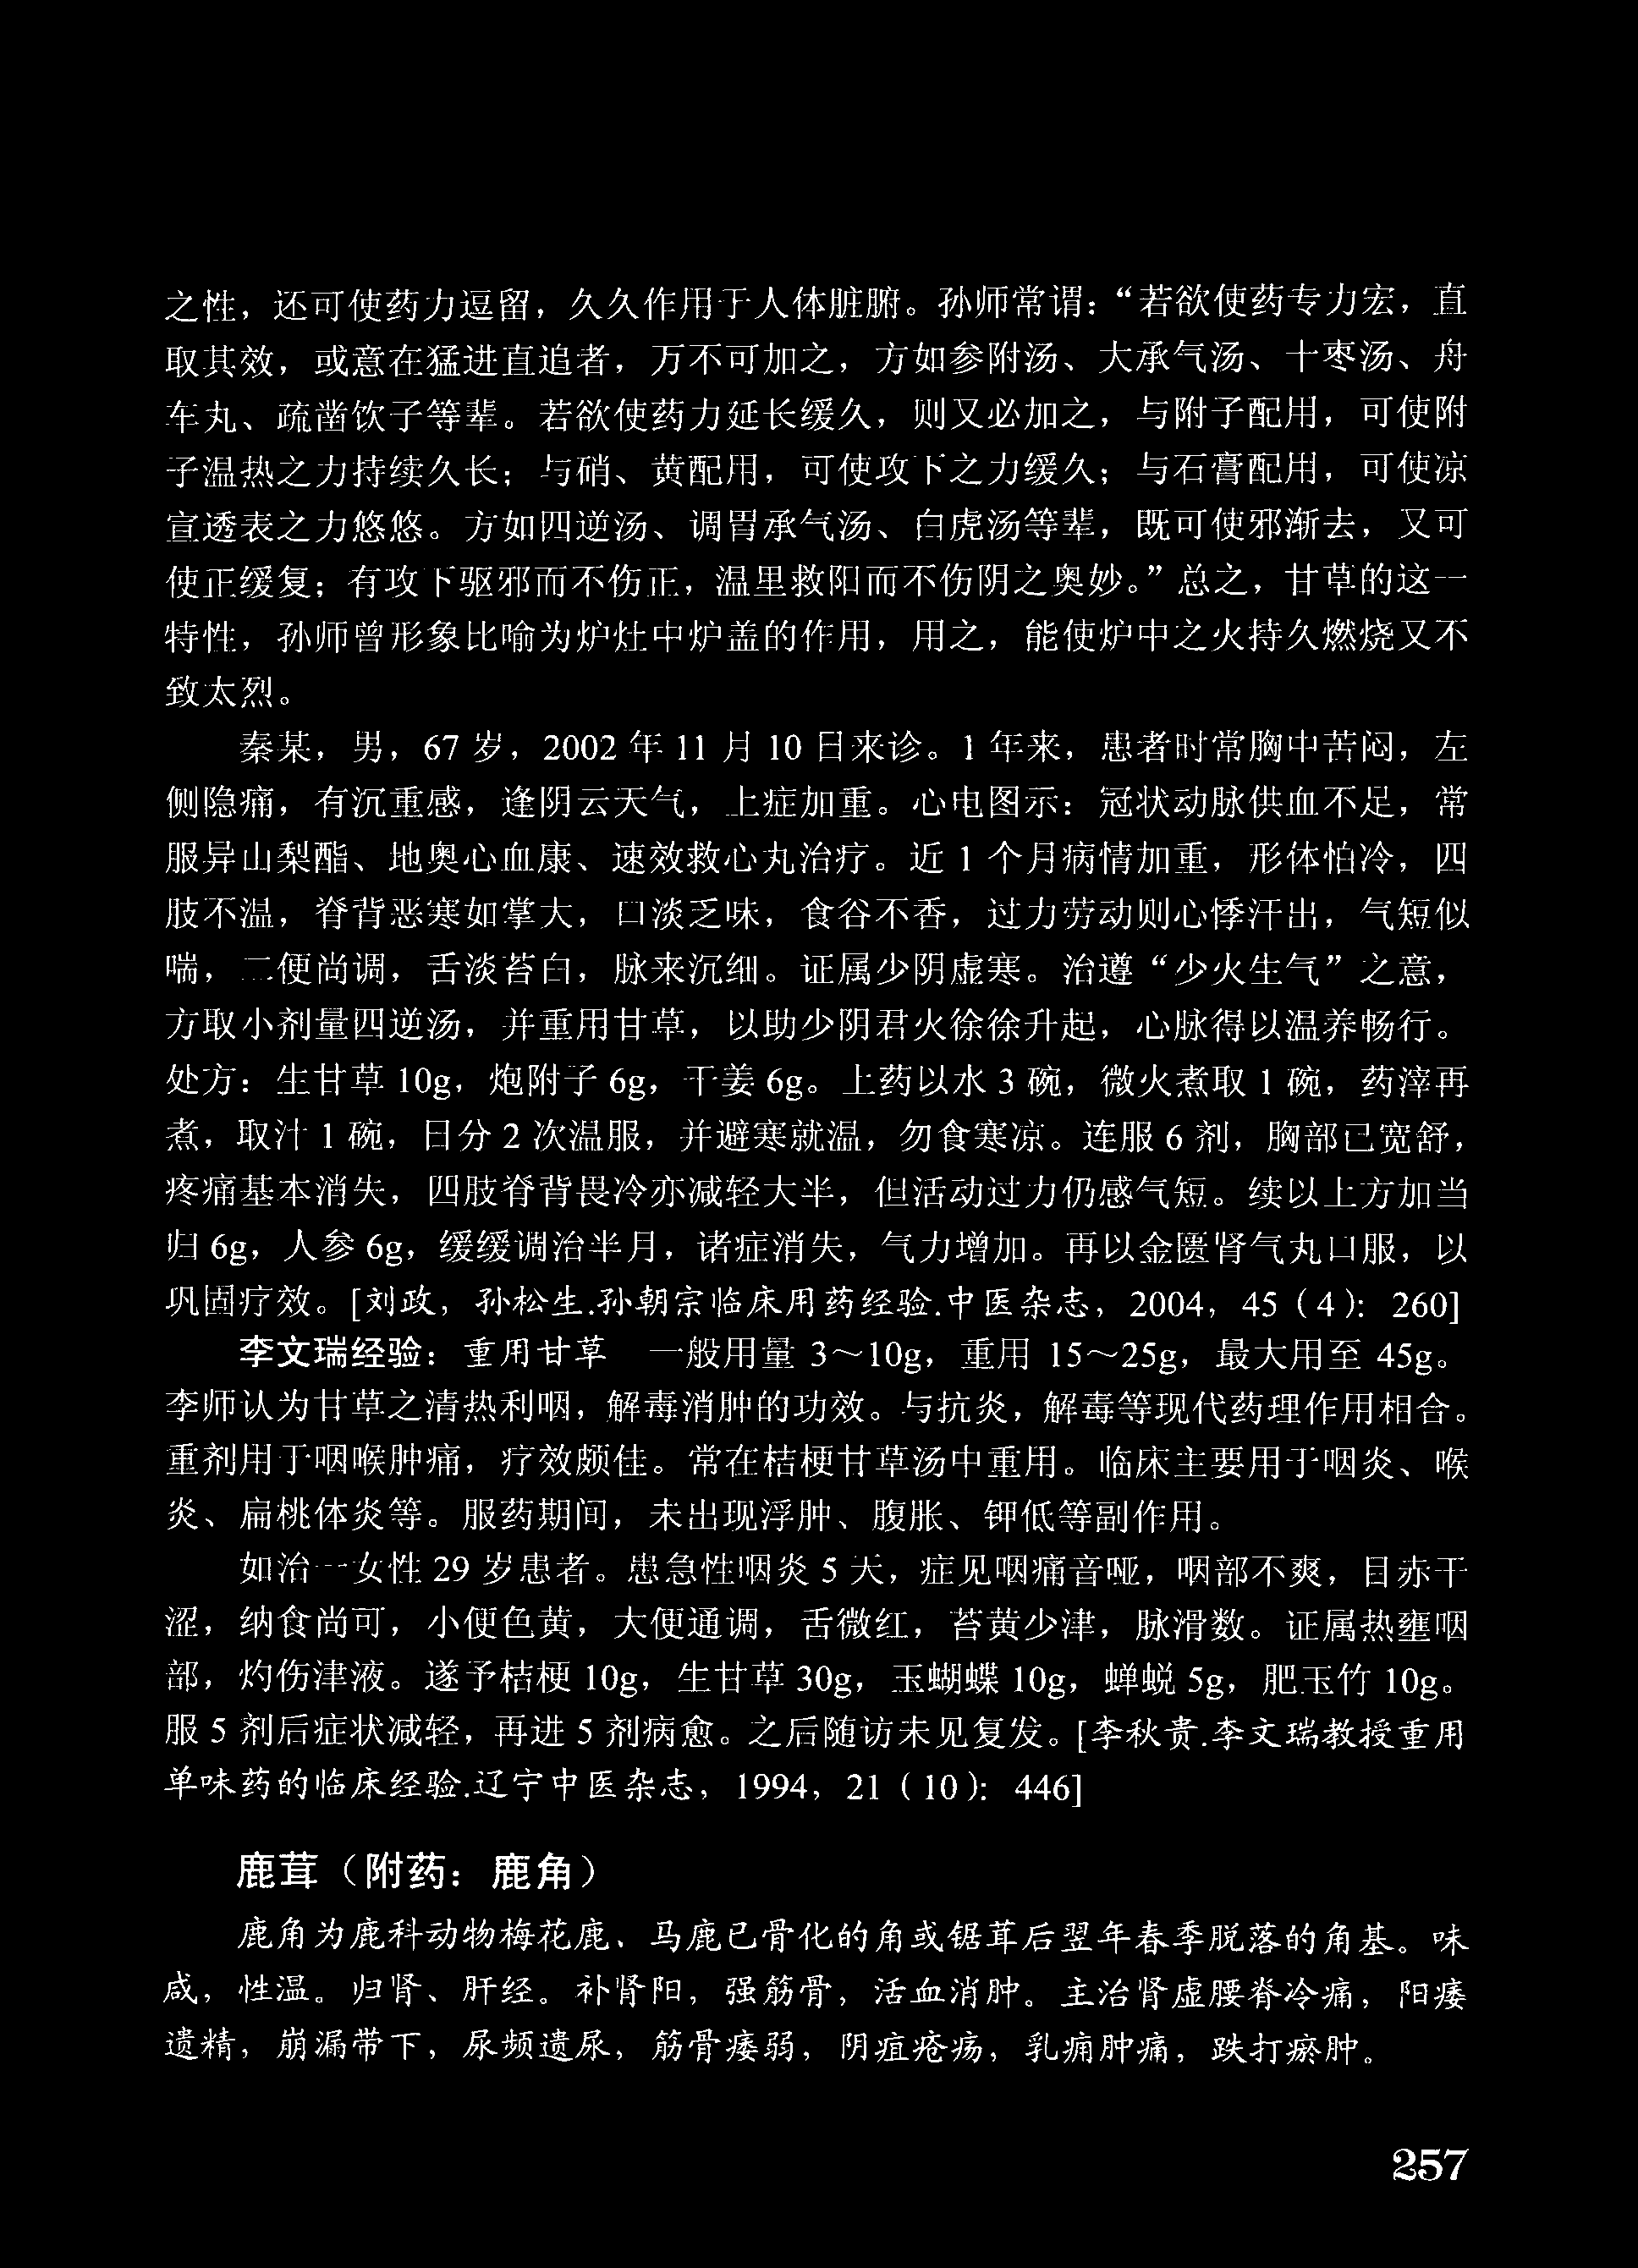 之性，还可使药力逗留，久久作用于人体脏腑。孙师常谓：“若欲使药专力宏，直
取其效，或意在猛进直追者，万不可加之，方如参附汤、大承气汤、十枣汤、舟
车丸、疏凿饮子等辈。若欲使药力延长缓久，则又必加之，与附子配用，可使附
子温热之力持续久长；与硝、黄配用，可使攻下之力缓久；与石膏配用，可使凉
宣透表之力悠悠。方如四逆汤、调胃承气汤、白虎汤等辈，既可使邪渐去，又可
使正缓复；有攻下驱邪而不伤正，温里救阳而不伤阴之奥妙。”总之，甘草的这一
特性，孙师曾形象比喻为炉灶中炉盖的作用，用之，能使炉中之火持久燃烧又不
致太烈。
秦某，男，67 岁，2002 年 11 月 10 日来诊。1 年来，患者时常胸中苦闷，左
侧隐痛，有沉重感，逢阴云天气，上症加重。心电图示：冠状动脉供血不足，常
服异山梨酯、地奥心血康、速效救心丸治疗。近 1 个月病情加重，形体怕冷，四
肢不温，脊背恶寒如掌大，口淡乏味，食谷不香，过力劳动则心悸汗出，气短似
喘，二便尚调，舌淡苔白，脉来沉细。证属少阴虚寒。治遵“少火生气”之意，
方取小剂量四逆汤，并重用甘草，以助少阴君火徐徐升起，心脉得以温养畅行。
处方：生甘草 10g，炮附子 6g，干姜 6g。上药以水 3 碗，微火煮取 1 碗，药滓再
煮，取汁 1 碗，日分 2 次温服，并避寒就温，勿食寒凉。连服 6 剂，胸部已宽舒，
疼痛基本消失，四肢脊背畏冷亦减轻大半，但活动过力仍感气短。续以上方加当
归 6g，人参 6g，缓缓调治半月，诸症消失，气力增加。再以金匮肾气丸口服，以
巩固疗效。[刘政，孙松生.孙朝宗临床用药经验.中医杂志，2004，45（4）：260]
李文瑞经验：重用甘草　一般用量 3～10g，重用 15～25g，最大用至 45g。
李师认为甘草之清热利咽，解毒消肿的功效。与抗炎，解毒等现代药理作用相合。
重剂用于咽喉肿痛，疗效颇佳。常在桔梗甘草汤中重用。临床主要用于咽炎、喉
炎、扁桃体炎等。服药期间，未出现浮肿、腹胀、钾低等副作用。
如治一女性 29 岁患者。患急性咽炎 5 天，症见咽痛音哑，咽部不爽，目赤干
涩，纳食尚可，小便色黄，大便通调，舌微红，苔黄少津，脉滑数。证属热壅咽
部，灼伤津液。遂予桔梗 10g，生甘草 30g，玉蝴蝶 10g，蝉蜕 5g，肥玉竹 10g。
服 5 剂后症状减轻，再进 5 剂病愈。之后随访未见复发。[李秋贵.李文瑞教授重用
单味药的临床经验.辽宁中医杂志，1994，21（10）：446]
鹿茸（附药：鹿角）
鹿角为鹿科动物梅花鹿、马鹿已骨化的角或锯茸后翌年春季脱落的角基。味
咸，性温。归肾、肝经。补肾阳，强筋骨，活血消肿。主治肾虚腰脊冷痛，阳痿
遗精，崩漏带下，尿频遗尿，筋骨痿弱，阴疽疮疡，乳痈肿痛，跌打瘀肿。
257